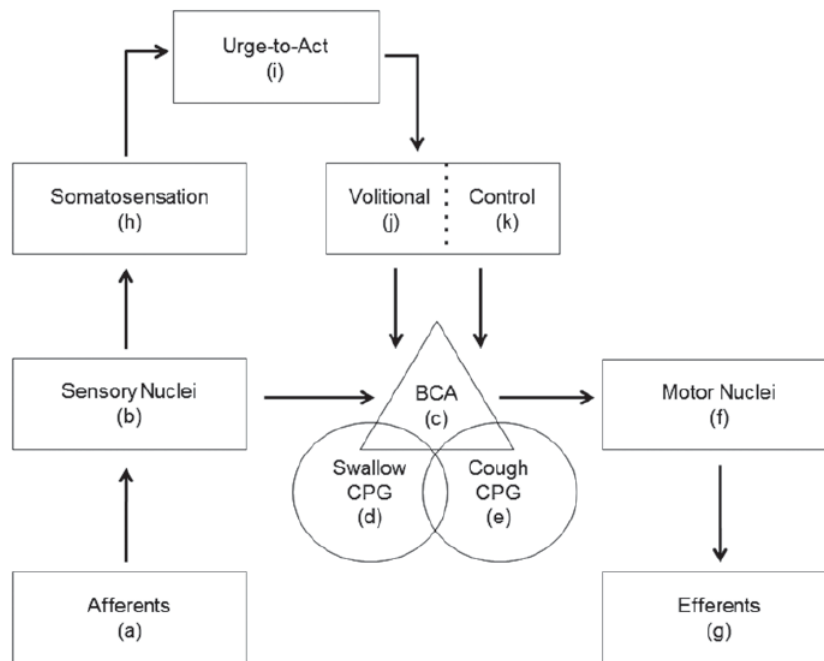 Urge-to-Act
(i)
Somatosensation
(h)
Volitional
(j)
Control
(k)
Sensory Nuclei
(b)
BCA
(c)
Motor Nuclei
(f)
Swallow
CPG
(d)
Cough
CPG
(e)
Afferents
(a)
Efferents
(g)